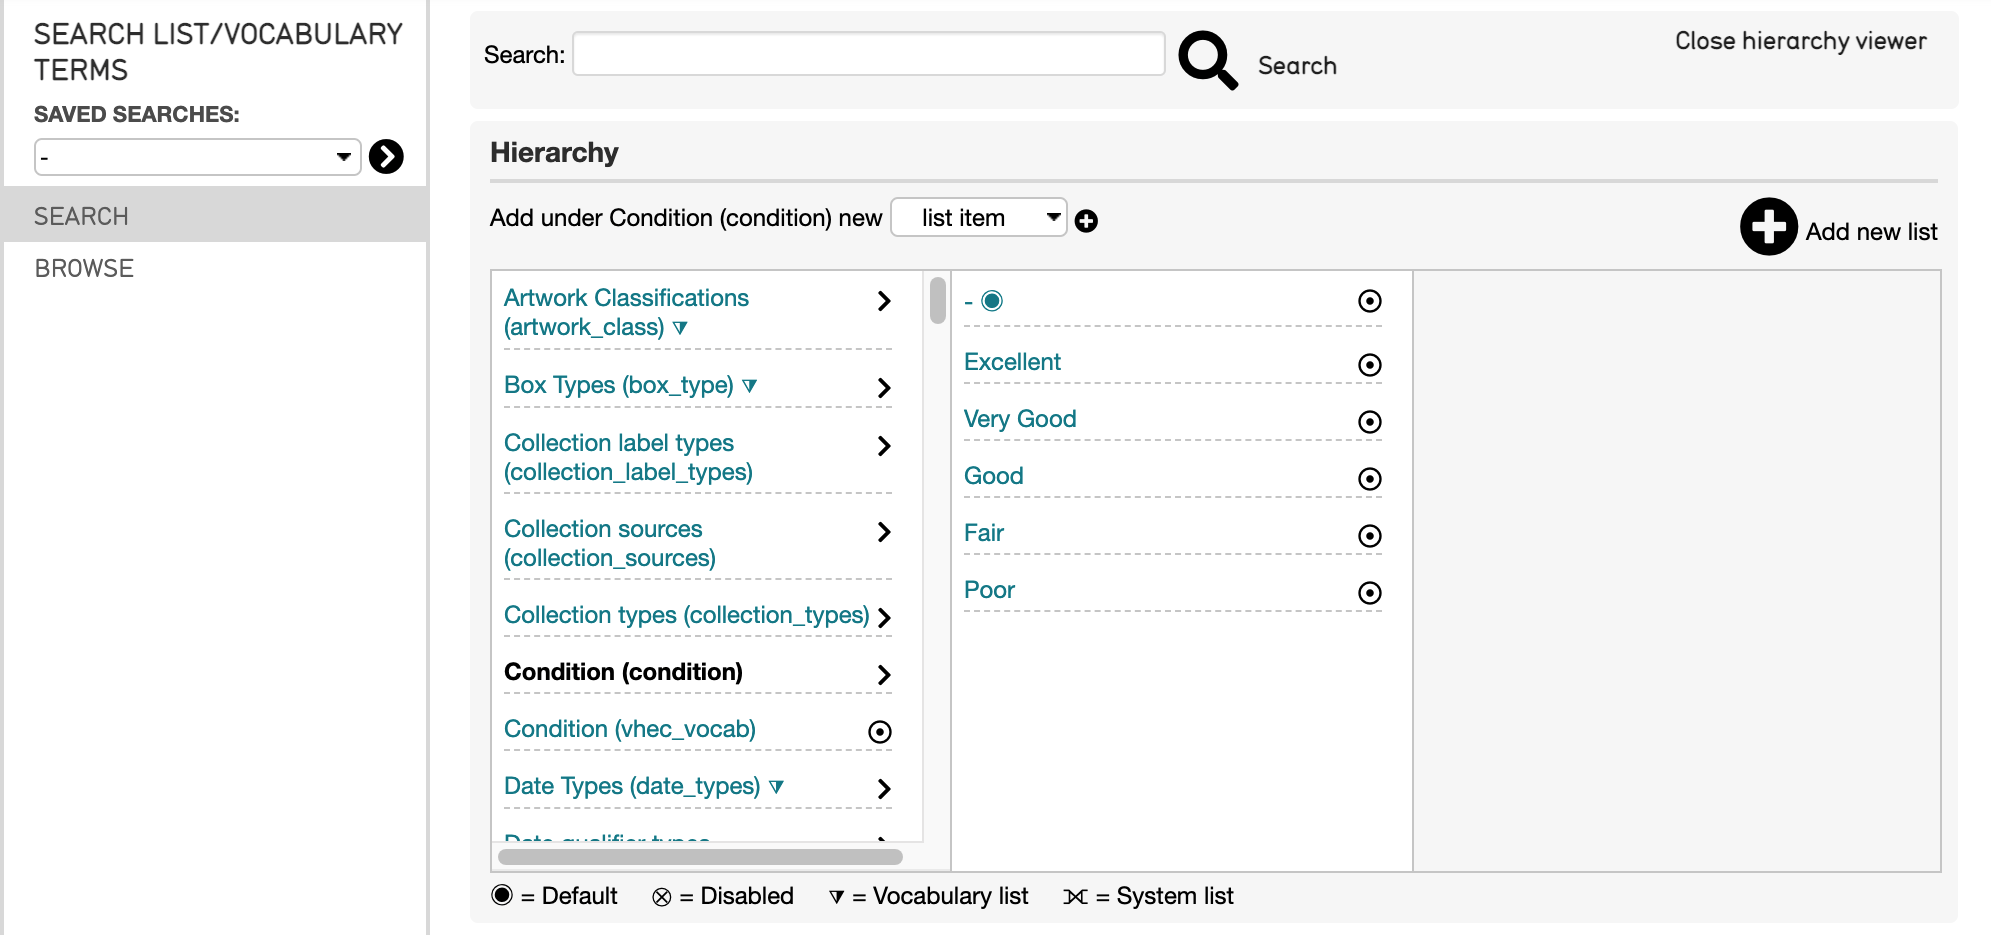 SEARCH LIST/VOCABULARY
TERMS
SAVED SEARCHES:
-
SEARCH
BROWSE
Search:
Search
Close hierarchy viewer
Hierarchy
Add under Condition (condition) new list item
Add new list
Artwork Classifications
(artwork_class)
Box Types (box_type)
Collection label types
(collection_label_types)
Collection sources
(collection_sources)
Collection types (collection_types)
Condition (condition)
Condition (vhec_vocab)
Date Types (date_types)
Date qualifier types
-
Excellent
Very Good
Good
Fair
Poor
= Default
= Disabled
= Vocabulary list
= System list